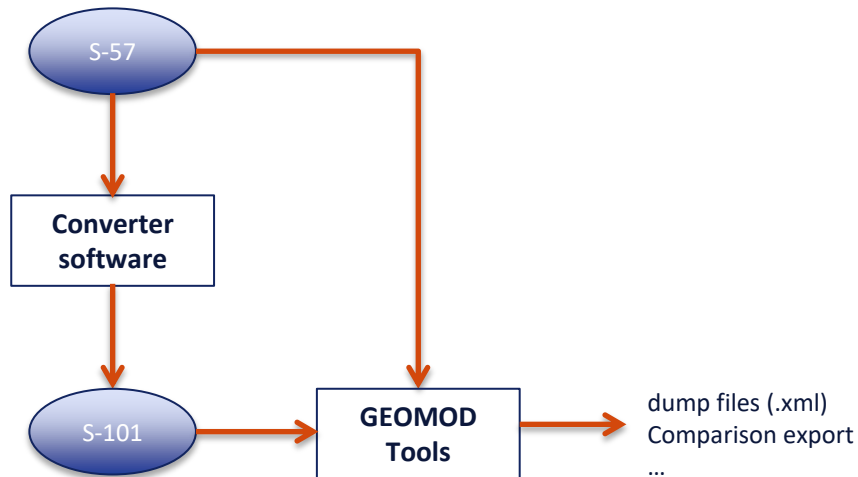 S-57
Converter
software
S-101
GEOMOD
Tools
dump files (.xml)
Comparison export
...